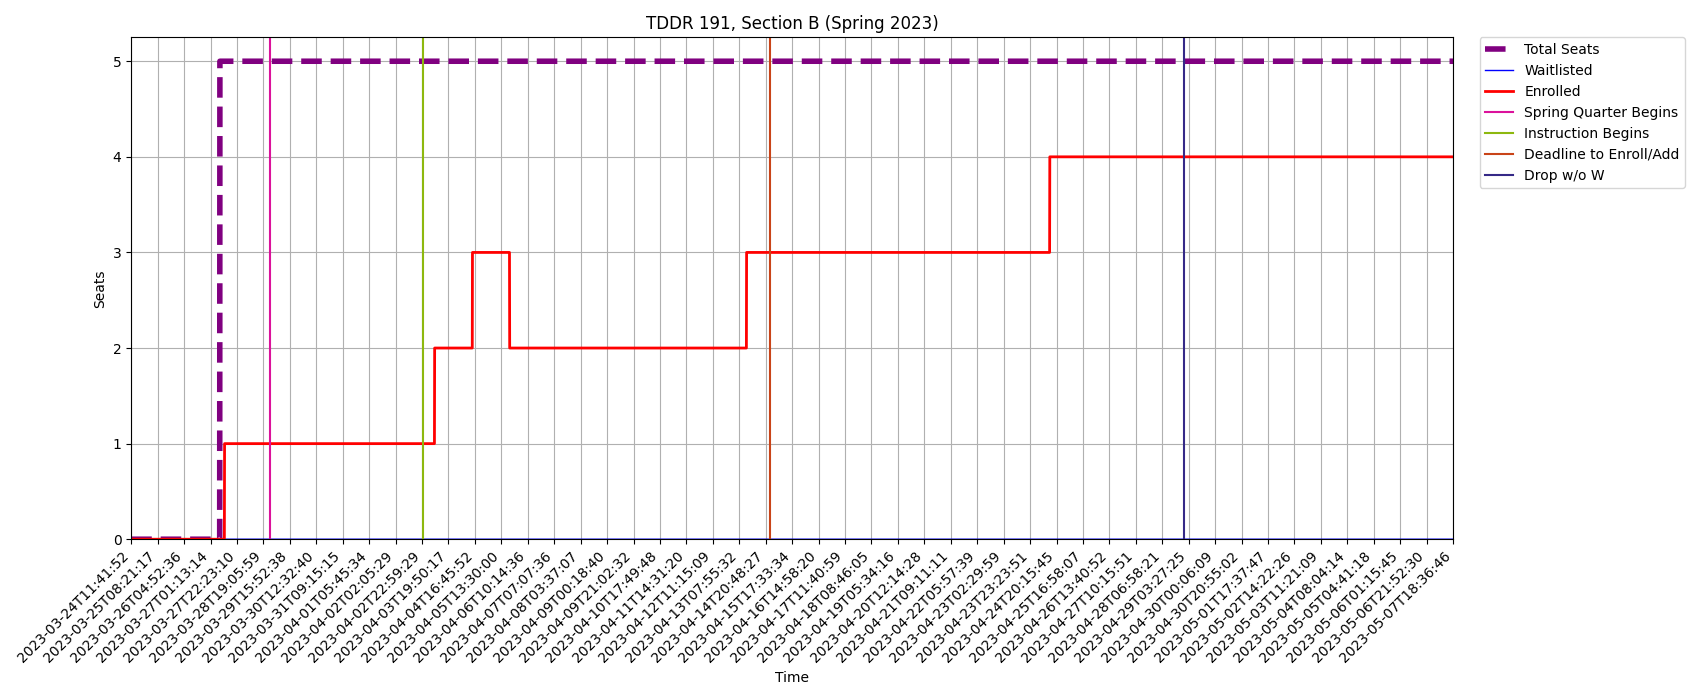 TDDR 191, Section B (Spring 2023)
Total Seats
Waitlisted
Enrolled
Spring Quarter Begins
Instruction Begins
Deadline to Enroll/Add
Drop w/o W
5
4
3
2
1
0
Seats
2023-03-24T11:41:52
2023-03-25T08:21:17
2023-03-26T04:52:36
2023-03-27T01:13:14
2023-03-27T22:23:10
2023-03-28T19:05:59
2023-03-29T15:52:38
2023-03-30T12:32:40
2023-03-31T09:15:15
2023-04-01T05:45:34
2023-04-02T02:05:29
2023-04-02T22:59:29
2023-04-03T19:50:17
2023-04-04T16:45:52
2023-04-05T13:30:00
2023-04-06T10:14:36
2023-04-07T07:07:36
2023-04-08T03:37:07
2023-04-09T00:18:40
2023-04-09T21:02:32
2023-04-10T17:49:48
2023-04-11T14:31:20
2023-04-12T11:15:09
2023-04-13T07:55:32
2023-04-14T20:48:27
2023-04-15T17:33:34
2023-04-16T14:58:20
2023-04-17T11:40:59
2023-04-18T08:46:05
2023-04-19T05:34:16
2023-04-20T12:14:28
2023-04-21T09:11:11
2023-04-22T05:57:39
2023-04-23T02:29:59
2023-04-23T23:23:51
2023-04-24T20:15:45
2023-04-25T16:58:07
2023-04-26T13:40:52
2023-04-27T10:15:51
2023-04-28T06:58:21
2023-04-29T03:27:25
2023-04-30T00:06:09
2023-04-30T20:55:02
2023-05-01T17:37:47
2023-05-02T14:22:26
2023-05-03T11:21:09
2023-05-04T08:04:14
2023-05-05T04:41:18
2023-05-06T01:15:45
2023-05-06T21:52:30
2023-05-07T18:36:46
Time